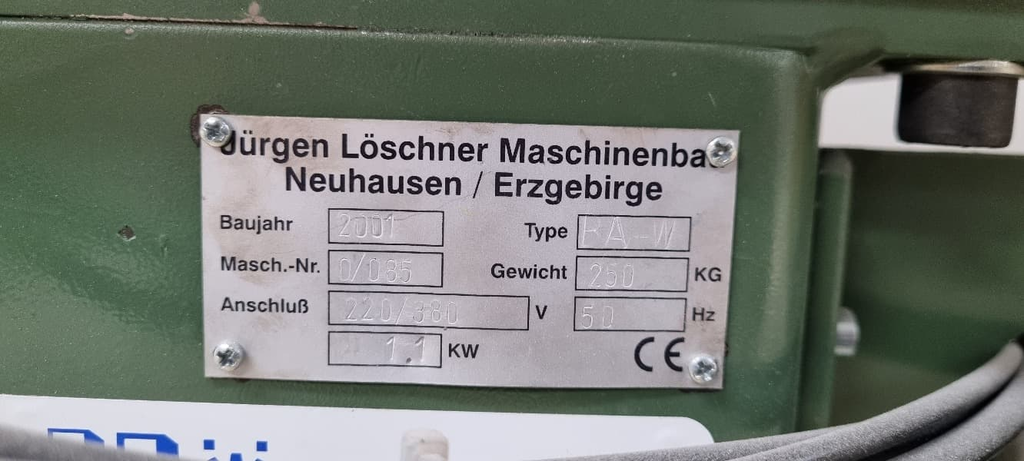 Jürgen Löschner Maschinenba
Neuhausen / Erzgebirge
Baujahr 2001 Type BA-W
Masch.-Nr. 0/085 Gewicht 250 KG
Anschluß 220/380 V 50 Hz
1.1 KW CE